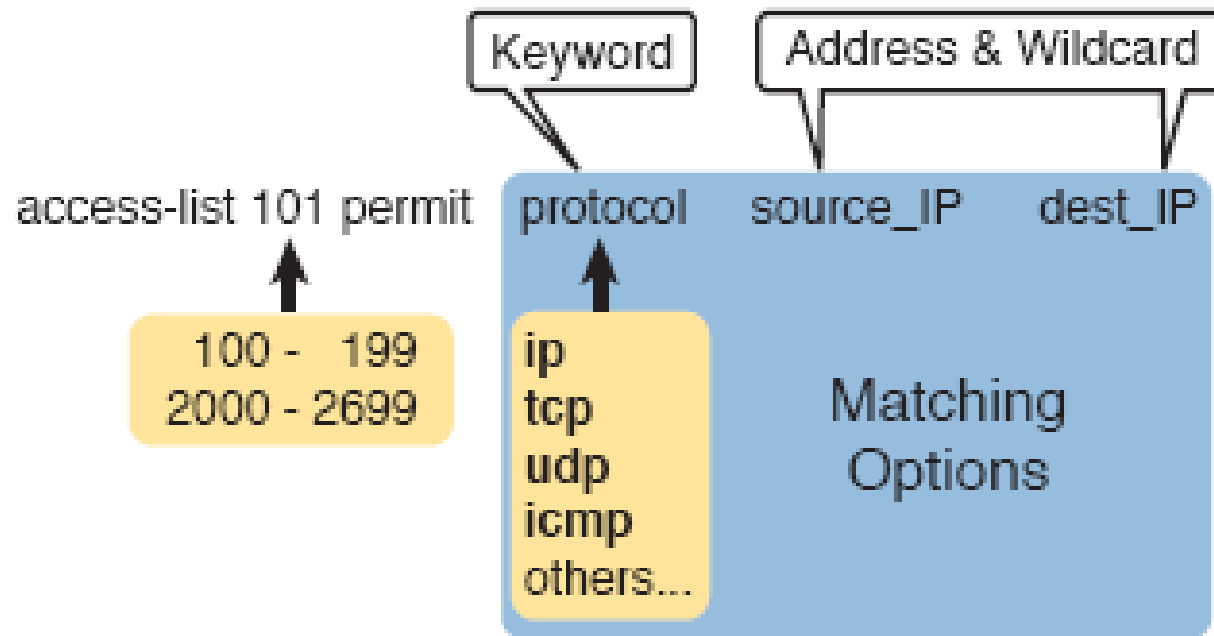 Keyword
Address & Wildcard
access-list 101 permit protocol source_IP dest_IP
100 - 199
2000 - 2699
ip
tcp
udp
icmp
others...
Matching
Options